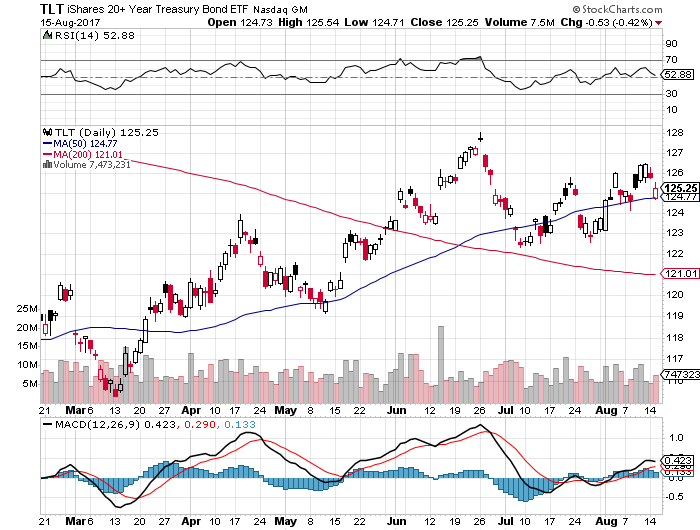 TLT iShares 20+ Year Treasury Bond ETF Nasdaq GM © StockCharts.com
15-Aug-2017 Open 124.73 High 125.54 Low 124.71 Close 125.25 Volume 7.5M Chg -0.53 (-0.42%)
RSI(14) 52.88
90
70
52.88
30
10
TLT (Daily) 125.25
MA(50) 124.77
MA(200) 121.01
Volume 7,473,231
128
127
126
125.25
124.77
124
123
122
121.01
120
119
118
117
116
7473231
25M
20M
15M
10M
5M
21 Mar 6 13 20 27 Apr 10 17 24 May 8 15 22 Jun 12 19 26 Jul 10 17 24 Aug 7 14
MACD(12,26,9) 0.423, 0.290, 0.133
1.0
0.423
0.290
0.133
0.0
-0.5
21 Mar 6 13 20 27 Apr 10 17 24 May 8 15 22 Jun 12 19 26 Jul 10 17 24 Aug 7 14